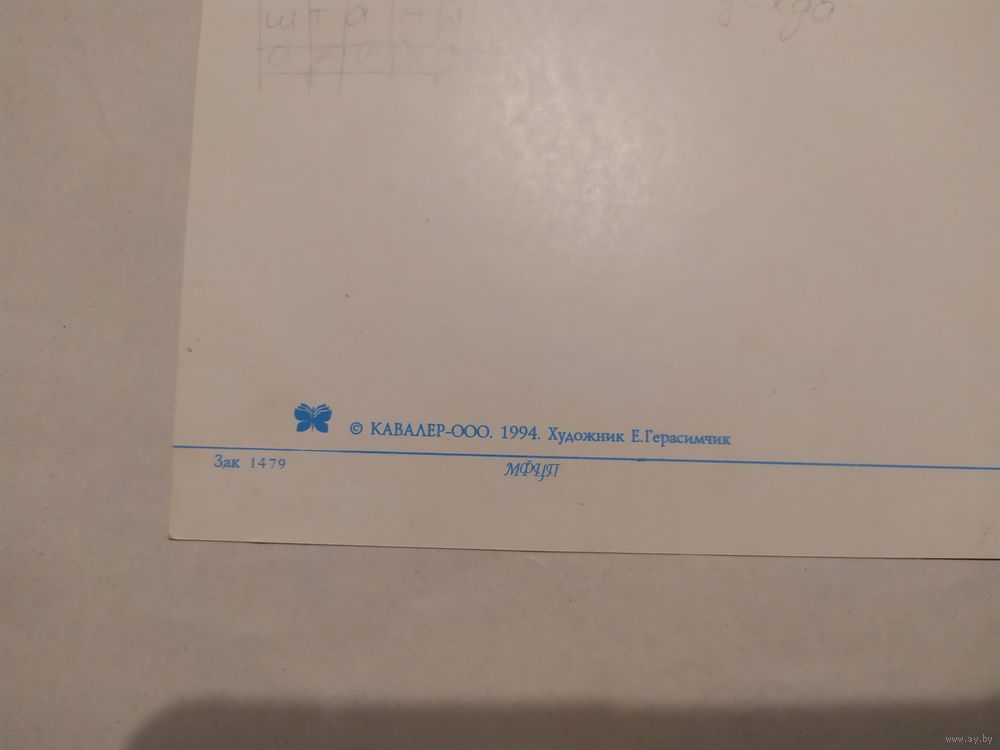 ш т а н
© КАВАЛЕР-ООО. 1994. Художник Е.Герасимчик
Зак 1479
МФЦП
www.ay.by